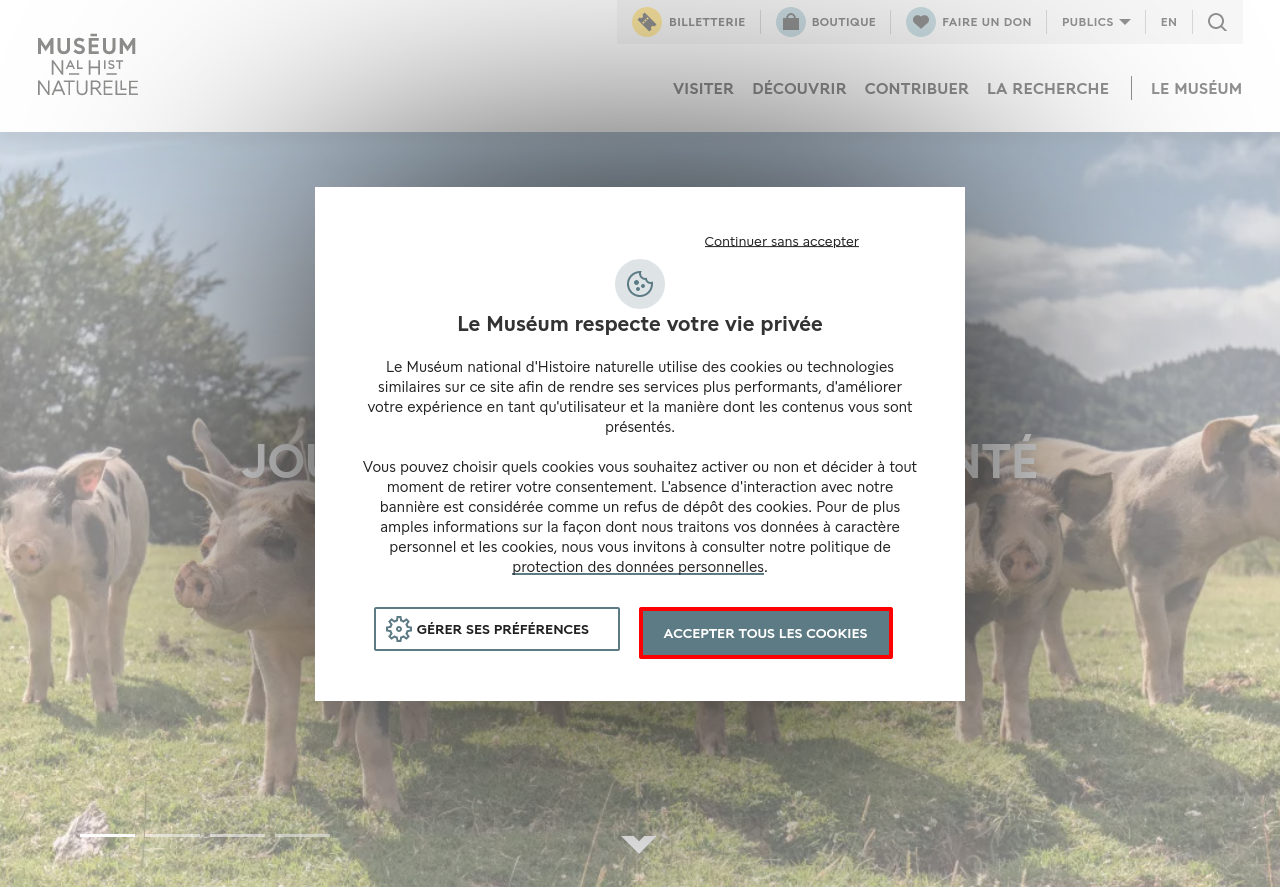 BILLETTERIE
BOUTIQUE
FAIRE UN DON
PUBLICS
EN
MUSÉUM
NAL HIST
NATURELLE
VISITER
DÉCOUVRIR
CONTRIBUER
LA RECHERCHE
LE MUSÉUM
Continuer sans accepter
Le Muséum respecte votre vie privée
Le Muséum national d'Histoire naturelle utilise des cookies ou technologies
similaires sur ce site afin de rendre ses services plus performants, d'améliorer
votre expérience en tant qu'utilisateur et la manière dont les contenus vous sont
présentés.
Vous pouvez choisir quels cookies vous souhaitez activer ou non et décider à tout
moment de retirer votre consentement. L'absence d'interaction avec notre
bannière est considérée comme un refus de dépôt des cookies. Pour de plus
amples informations sur la façon dont nous traitons vos données à caractère
personnel et les cookies, nous vous invitons à consulter notre politique de
protection des données personnelles.
GÉRER SES PRÉFÉRENCES
ACCEPTER TOUS LES COOKIES